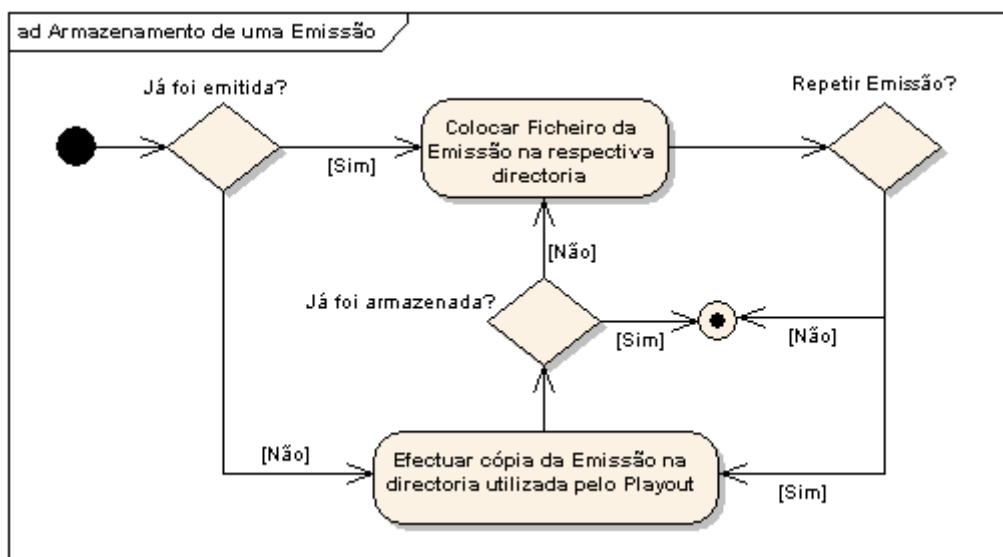 ad Armazenamento de uma Emissão
Já foi emitida?
Repetir Emissão?
Colocar Ficheiro da
Emissão na respectiva
directoria
[Sim]
[Não]
Já foi armazenada?
[Sim]
[Não]
[Não]
Efectuar cópia da Emissão na
directoria utilizada pelo Playout
[Sim]